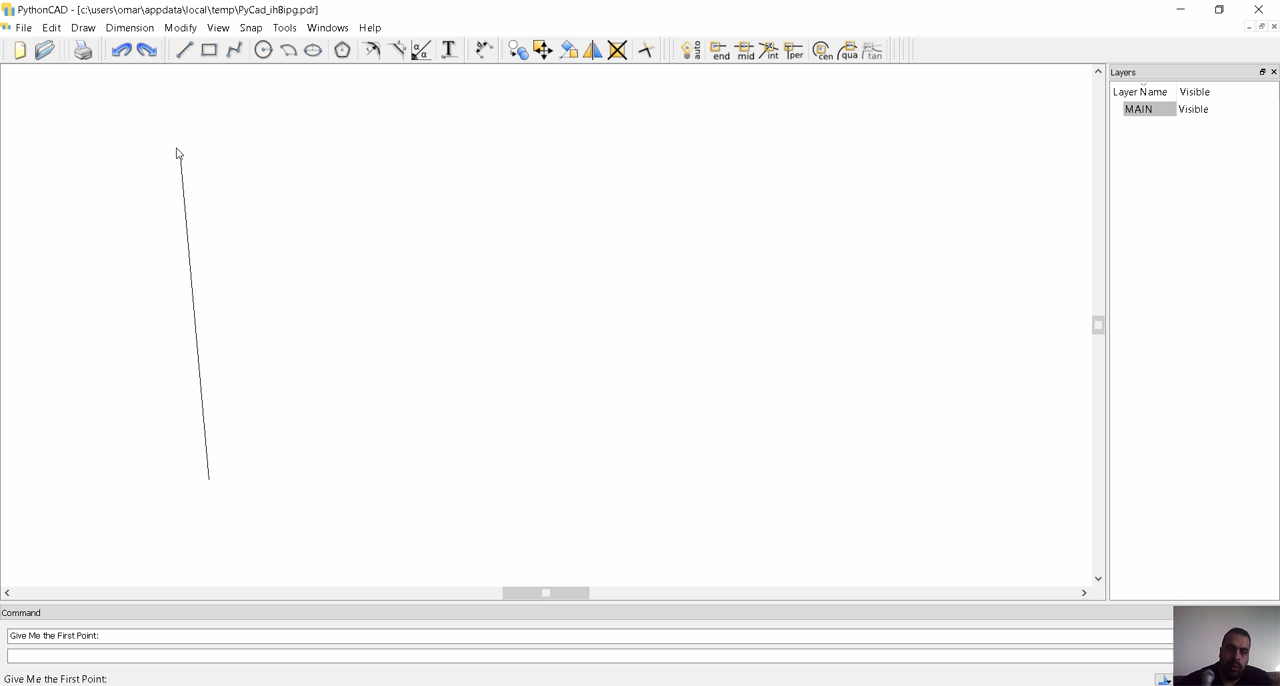 PythonCAD - [c:\users\omar\appdata\local\temp\PyCad_ih8ipg.pdr]
File Edit Draw Dimension Modify View Snap Tools Windows Help
T auto end mid int per cen qua tan
Layers
Layer Name Visible
MAIN Visible
Command
Give Me the First Point:
Give Me the First Point: